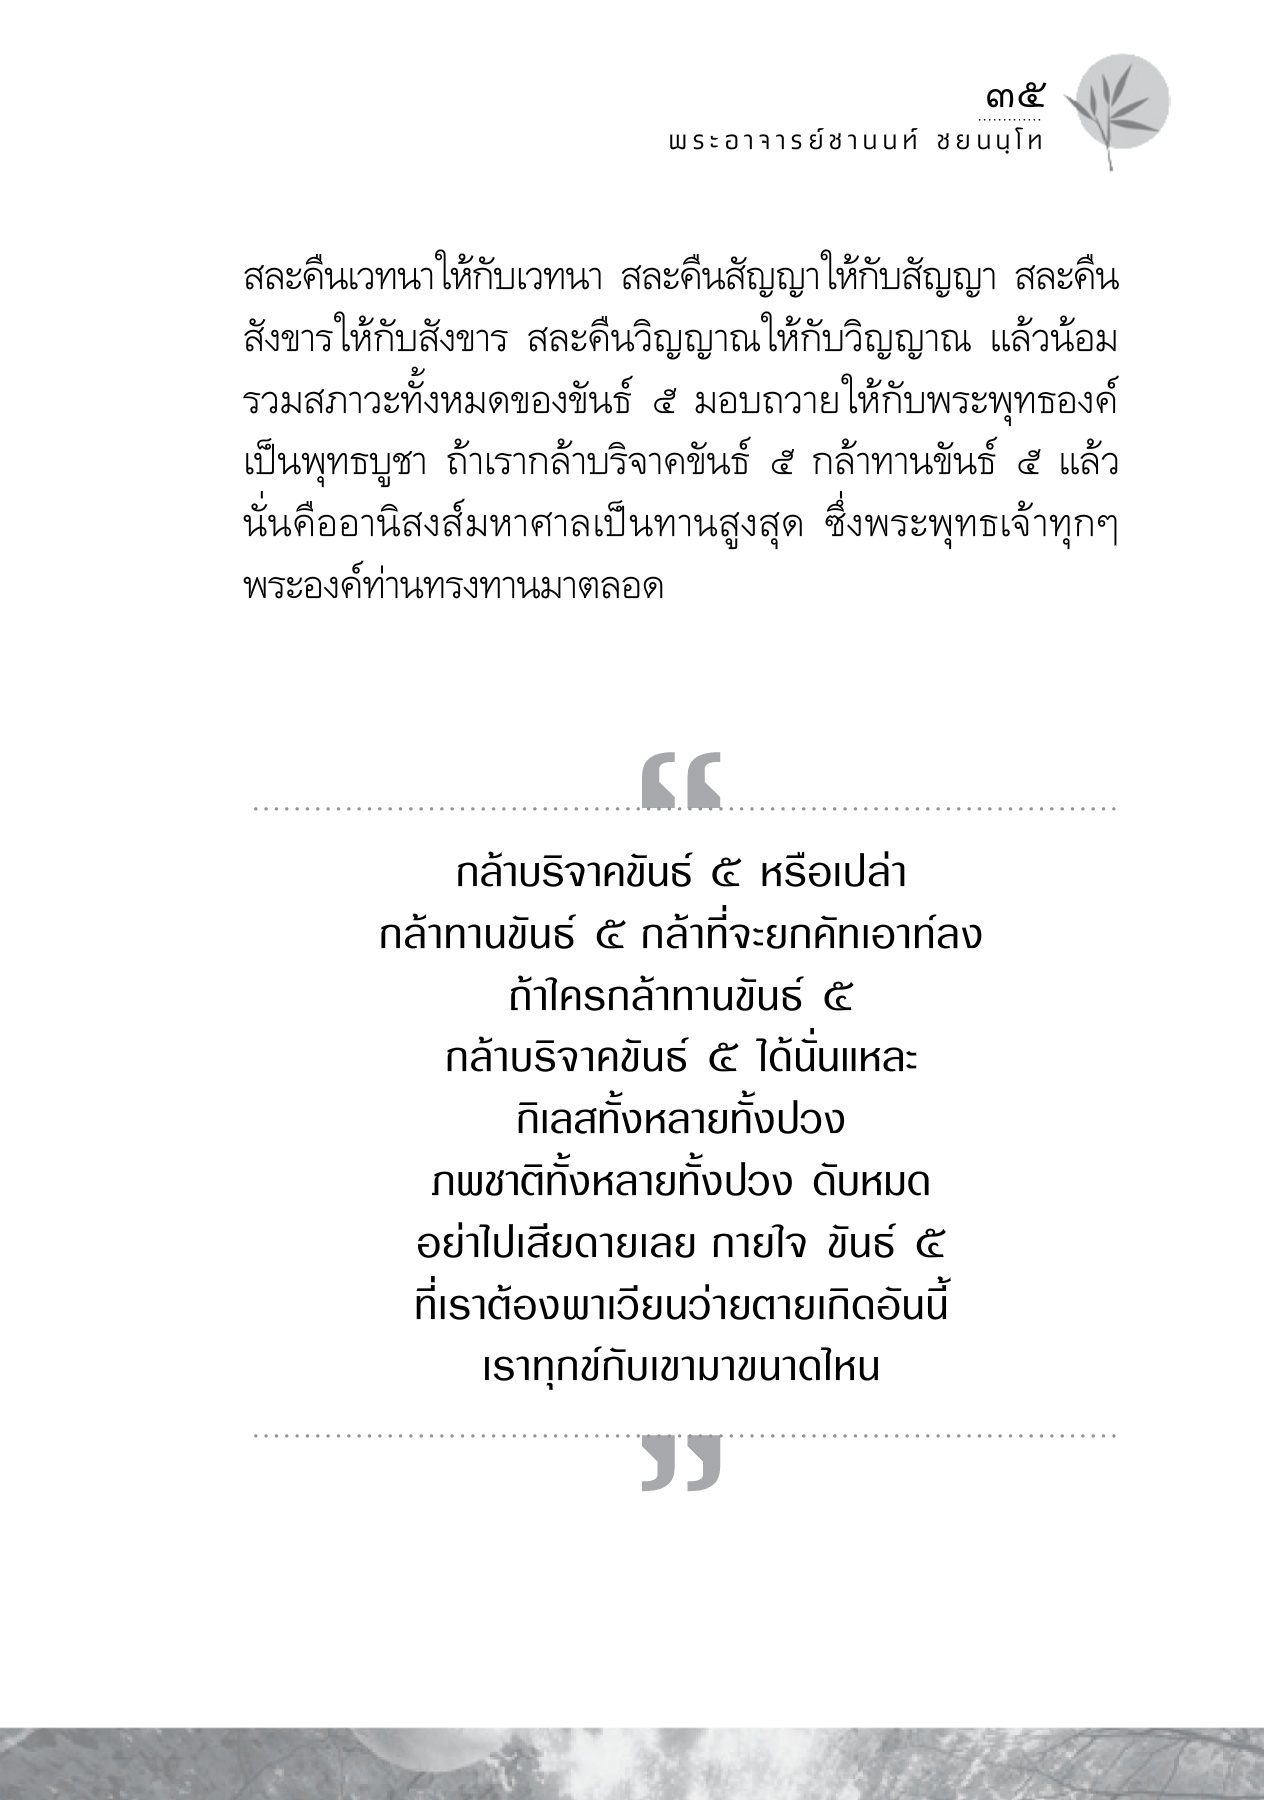 ๓๕
พระอาจารย์ชานนท์ ชยนนฺโท
สละคืนเวทนาให้กับเวทนา สละคืนสัญญาให้กับสัญญา สละคืน
สังขารให้กับสังขาร สละคืนวิญญาณให้กับวิญญาณ แล้วน้อม
รวมสภาวะทั้งหมดของขันธ์ ๕ มอบถวายให้กับพระพุทธองค์
เป็นพุทธบูชา ถ้าเรากล้าบริจาคขันธ์ ๕ กล้าทานขันธ์ ๕ แล้ว
นั่นคืออานิสงส์มหาศาลเป็นทานสูงสุด ซึ่งพระพุทธเจ้าทุกๆ
พระองค์ท่านทรงทานมาตลอด
“
กล้าบริจาคขันธ์ ๕ หรือเปล่า
กล้าทานขันธ์ ๕ กล้าที่จะยกคัทเอาท์ลง
ถ้าใครกล้าทานขันธ์ ๕
กล้าบริจาคขันธ์ ๕ ได้นั่นแหละ
กิเลสทั้งหลายทั้งปวง
ภพชาติทั้งหลายทั้งปวง ดับหมด
อย่าไปเสียดายเลย กายใจ ขันธ์ ๕
ที่เราต้องพาเวียนว่ายตายเกิดอันนี้
เราทุกข์กับเขามาขนาดไหน
”